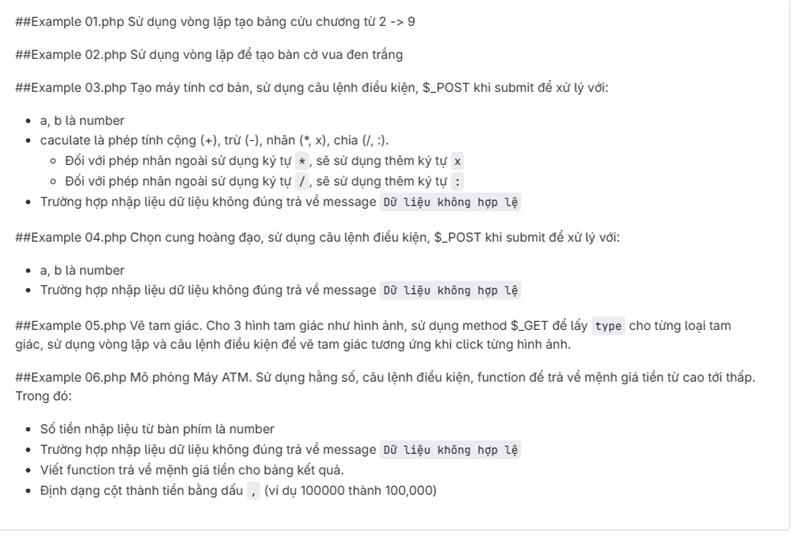 ##Example 01.php Sử dụng vòng lặp tạo bảng cửu chương từ 2 -> 9
##Example 02.php Sử dụng vòng lặp để tạo bàn cờ vua đen trắng
##Example 03.php Tạo máy tính cơ bản, sử dụng câu lệnh điều kiện, $_POST khi submit để xử lý với:
• a, b là number
• caculate là phép tính cộng (+), trừ (-), nhân (*, x), chia (/, :).
◦ Đối với phép nhân ngoài sử dụng ký tự * , sẽ sử dụng thêm ký tự x
◦ Đối với phép nhân ngoài sử dụng ký tự / , sẽ sử dụng thêm ký tự :
• Trường hợp nhập liệu dữ liệu không đúng trả về message Dữ liệu không hợp lệ
##Example 04.php Chọn cung hoàng đạo, sử dụng câu lệnh điều kiện, $_POST khi submit để xử lý với:
• a, b là number
• Trường hợp nhập liệu dữ liệu không đúng trả về message Dữ liệu không hợp lệ
##Example 05.php Vẽ tam giác. Cho 3 hình tam giác như hình ảnh, sử dụng method $_GET để lấy type cho từng loại tam
giác, sử dụng vòng lặp và câu lệnh điều kiện để vẽ tam giác tương ứng khi click từng hình ảnh.
##Example 06.php Mô phỏng Máy ATM. Sử dụng hằng số, câu lệnh điều kiện, function để trả về mệnh giá tiền từ cao tới thấp.
Trong đó:
• Số tiền nhập liệu từ bàn phím là number
• Trường hợp nhập liệu dữ liệu không đúng trả về message Dữ liệu không hợp lệ
• Viết function trả về mệnh giá tiền cho bảng kết quả.
• Định dạng cột thành tiền bằng dấu , (ví dụ 100000 thành 100,000)